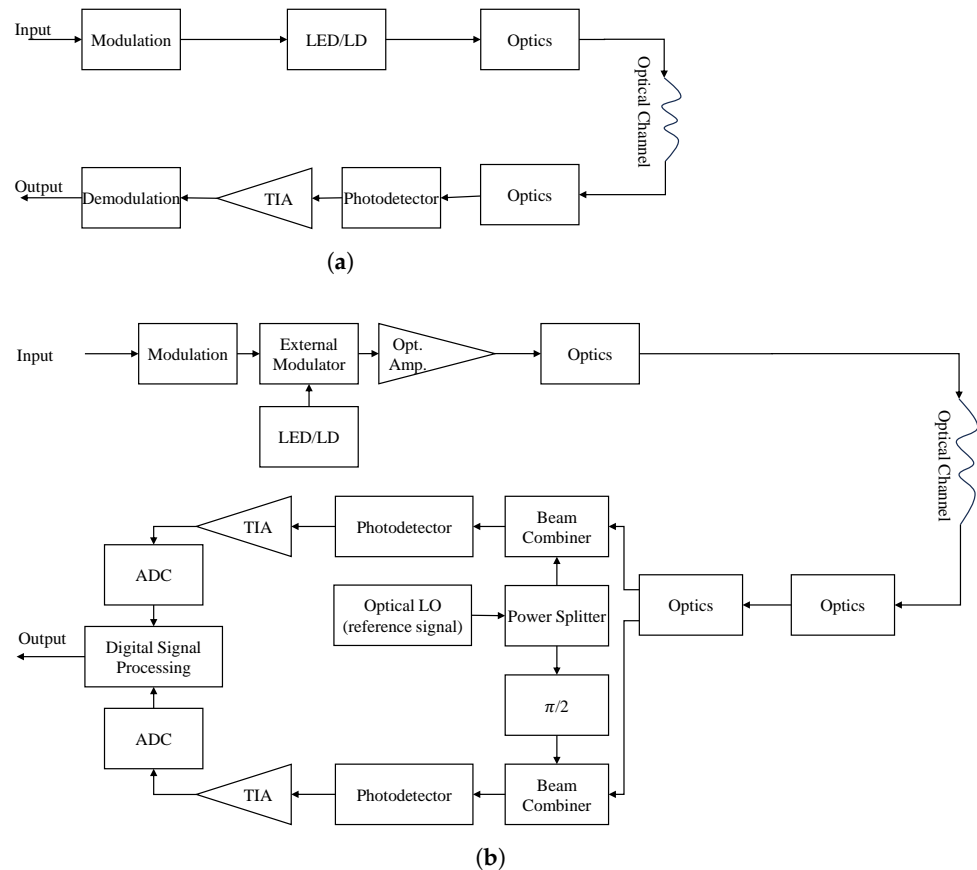 Input
Modulation
LED/LD
Optics
Optical Channel
Output
Demodulation
TIA
Photodetector
Optics
(a)
Input
Modulation
External
Modulator
Opt.
Amp.
Optics
LED/LD
Optical Channel
TIA
Photodetector
Beam
Combiner
ADC
Optical LO
(reference signal)
Power Splitter
Optics
Optics
Output
Digital Signal
Processing
π/2
ADC
TIA
Photodetector
Beam
Combiner
(b)